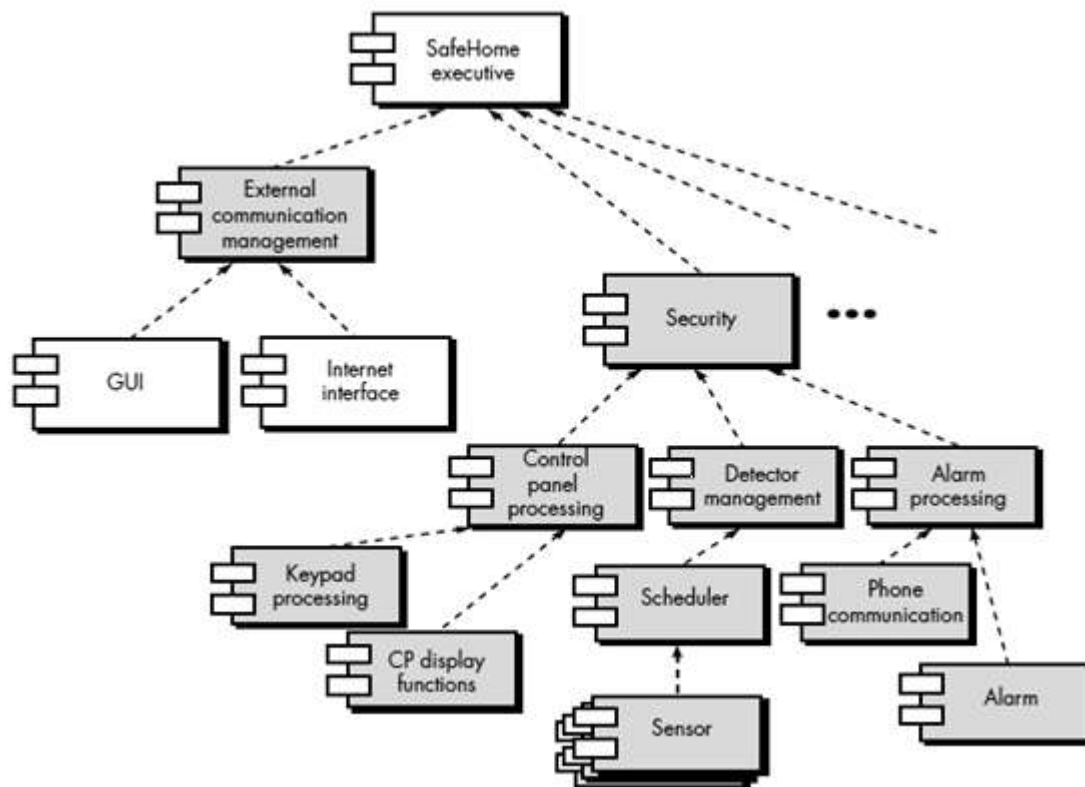 SafeHome
executive
External
communication
management
Security
GUI
Internet
interface
Control
panel
processing
Detector
management
Alarm
processing
Keypad
processing
Scheduler
Phone
communication
CP display
functions
Sensor
Alarm